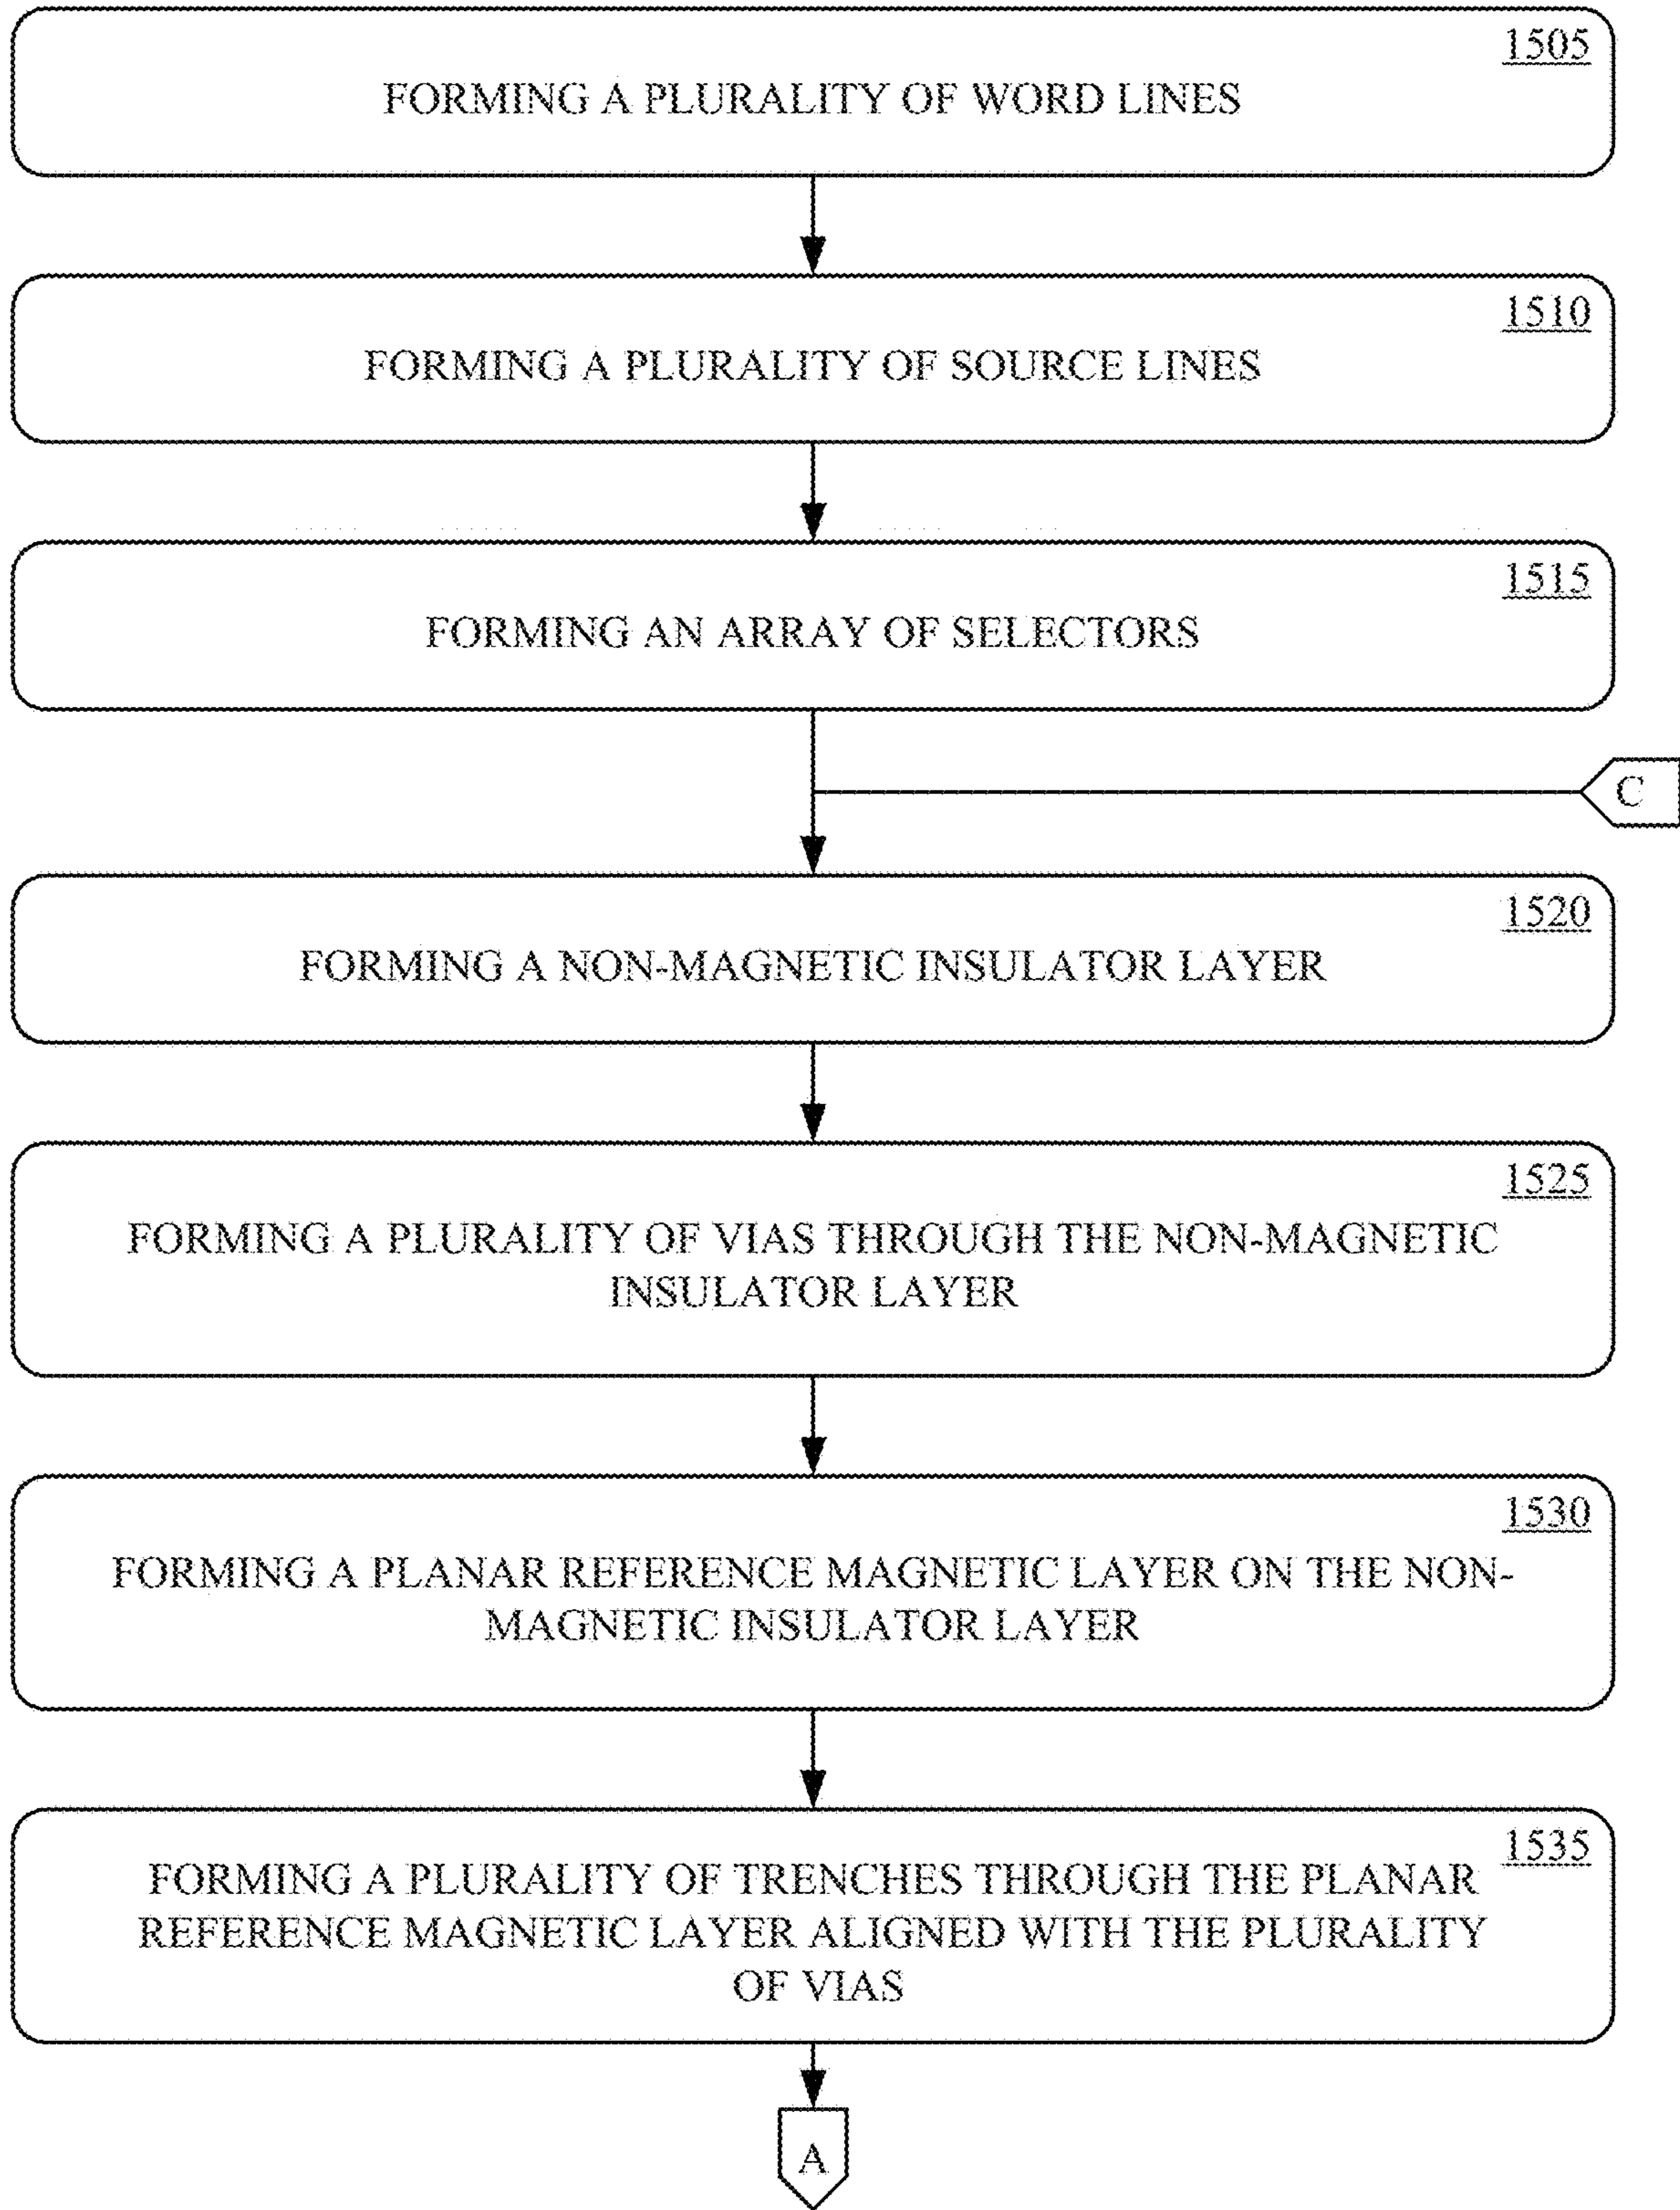 1505
FORMING A PLURALITY OF WORD LINES
1510
FORMING A PLURALITY OF SOURCE LINES
1515
FORMING AN ARRAY OF SELECTORS
C
1520
FORMING A NON-MAGNETIC INSULATOR LAYER
1525
FORMING A PLURALITY OF VIAS THROUGH THE NON-MAGNETIC
INSULATOR LAYER
1530
FORMING A PLANAR REFERENCE MAGNETIC LAYER ON THE NON-
MAGNETIC INSULATOR LAYER
1535
FORMING A PLURALITY OF TRENCHES THROUGH THE PLANAR
REFERENCE MAGNETIC LAYER ALIGNED WITH THE PLURALITY
OF VIAS
A